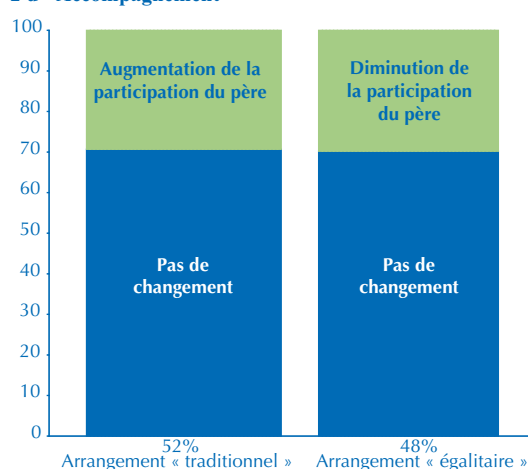 100
90
80
70
60
50
40
30
20
10
0
Augmentation de la
participation du père
Diminution de
la participation
du père
Pas de
changement
Pas de
changement
52%
Arrangement « traditionnel »
48%
Arrangement « égalitaire »